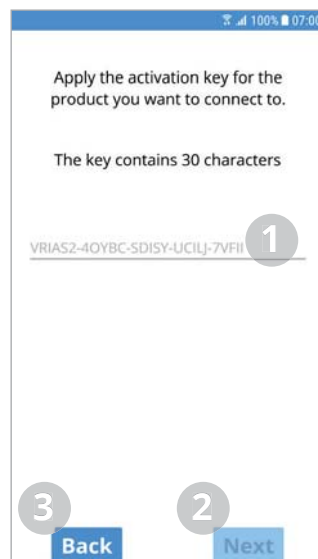 100% 07:00
Apply the activation key for the
product you want to connect to.
The key contains 30 characters
VRIAS2-4OYBC-SDISY-UCILJ-7VFII
1
3
2
Back
Next